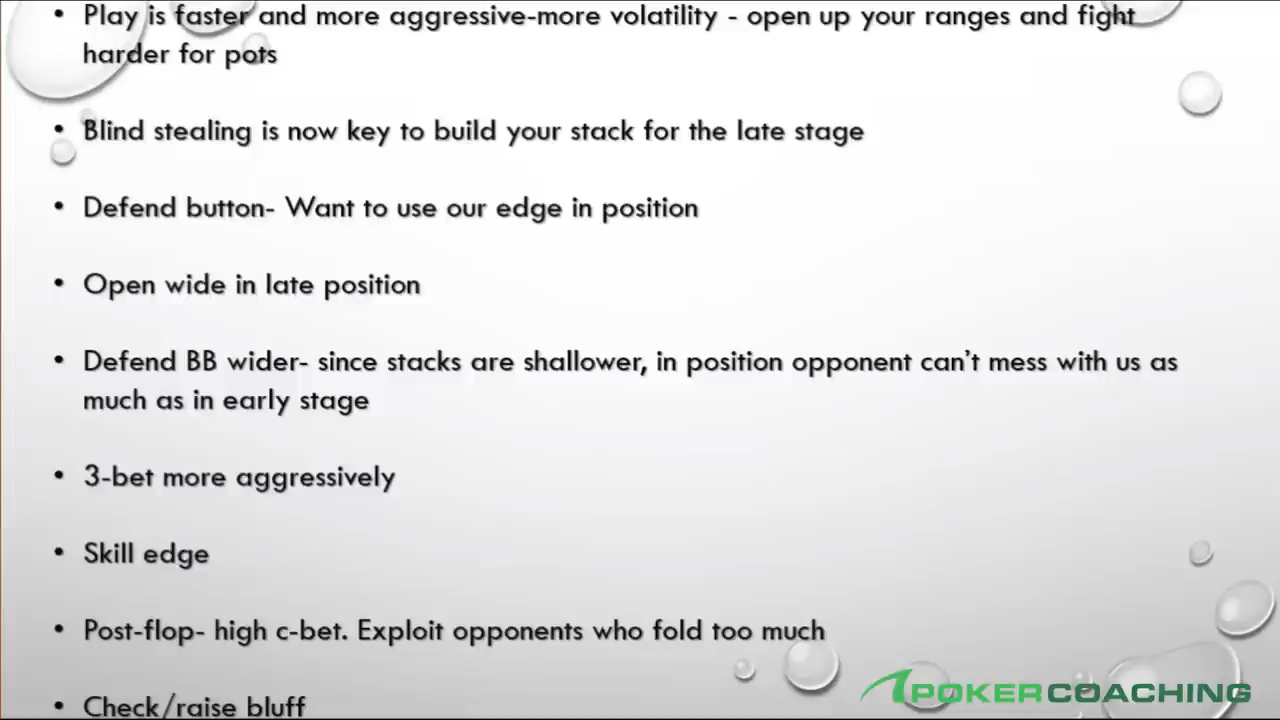 • Play is faster and more aggressive-more volatility - open up your ranges and fight
harder for pots
• Blind stealing is now key to build your stack for the late stage
• Defend button- Want to use our edge in position
• Open wide in late position
• Defend BB wider- since stacks are shallower, in position opponent can't mess with us as
much as in early stage
• 3-bet more aggressively
• Skill edge
• Post-flop- high c-bet. Exploit opponents who fold too much
• Check/raise bluff
POKERCOACHING